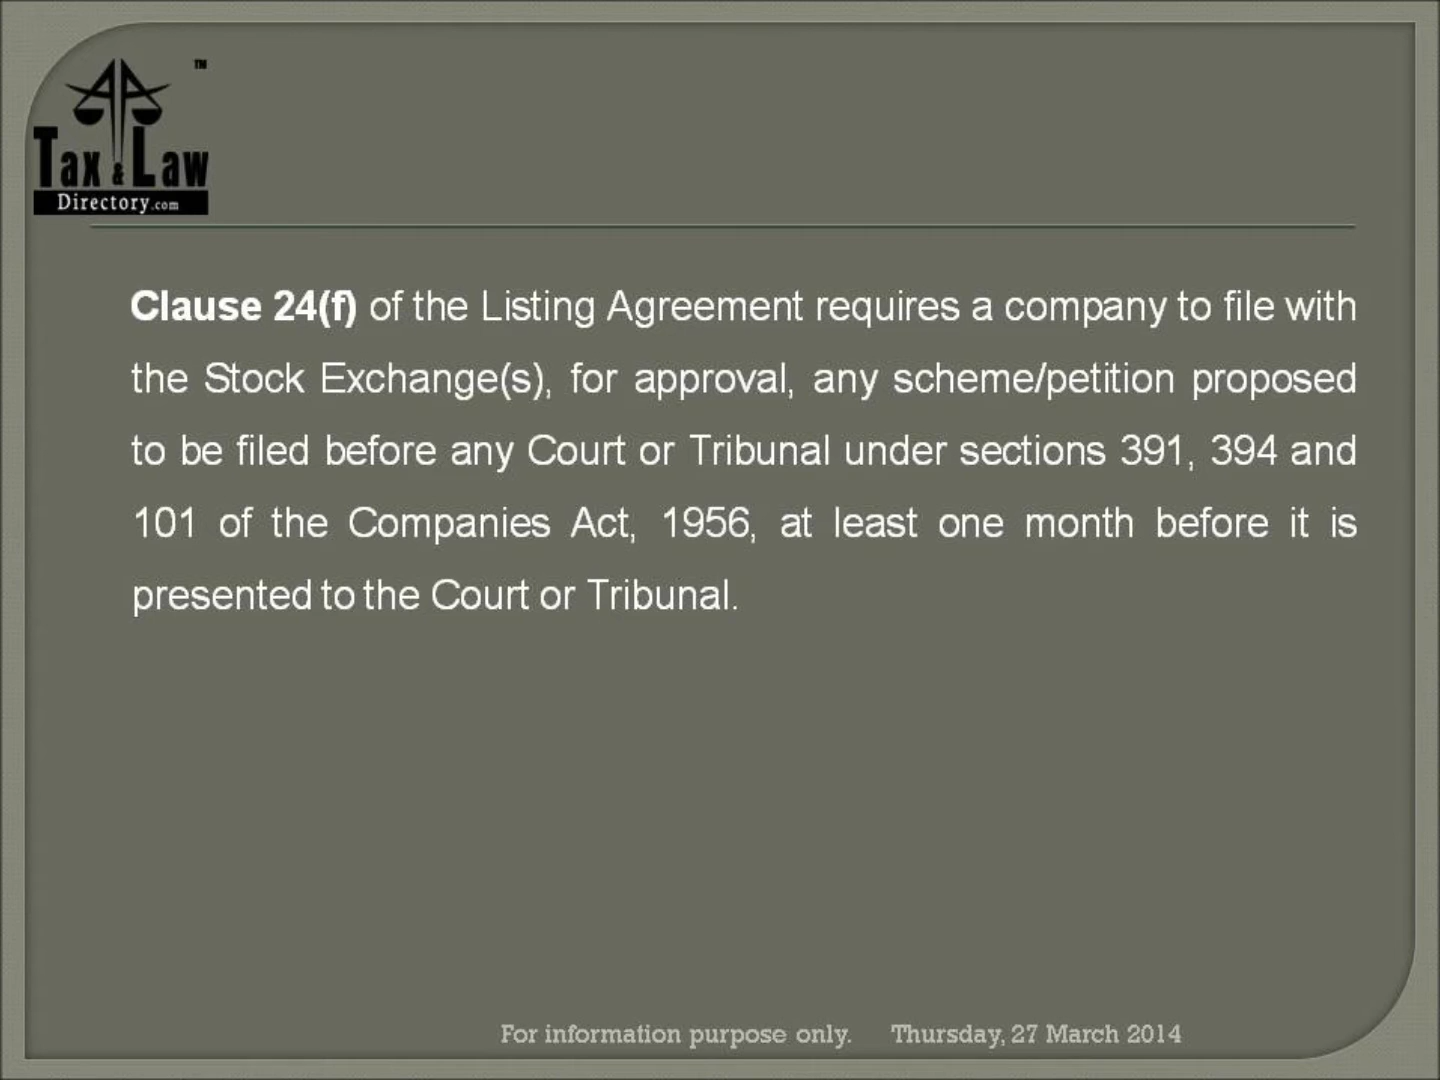 TM
Tax & Law
Directory.com
Clause 24(f) of the Listing Agreement requires a company to file with
the Stock Exchange(s), for approval, any scheme/petition proposed
to be filed before any Court or Tribunal under sections 391, 394 and
101 of the Companies Act, 1956, at least one month before it is
presented to the Court or Tribunal.
For information purpose only. Thursday, 27 March 2014